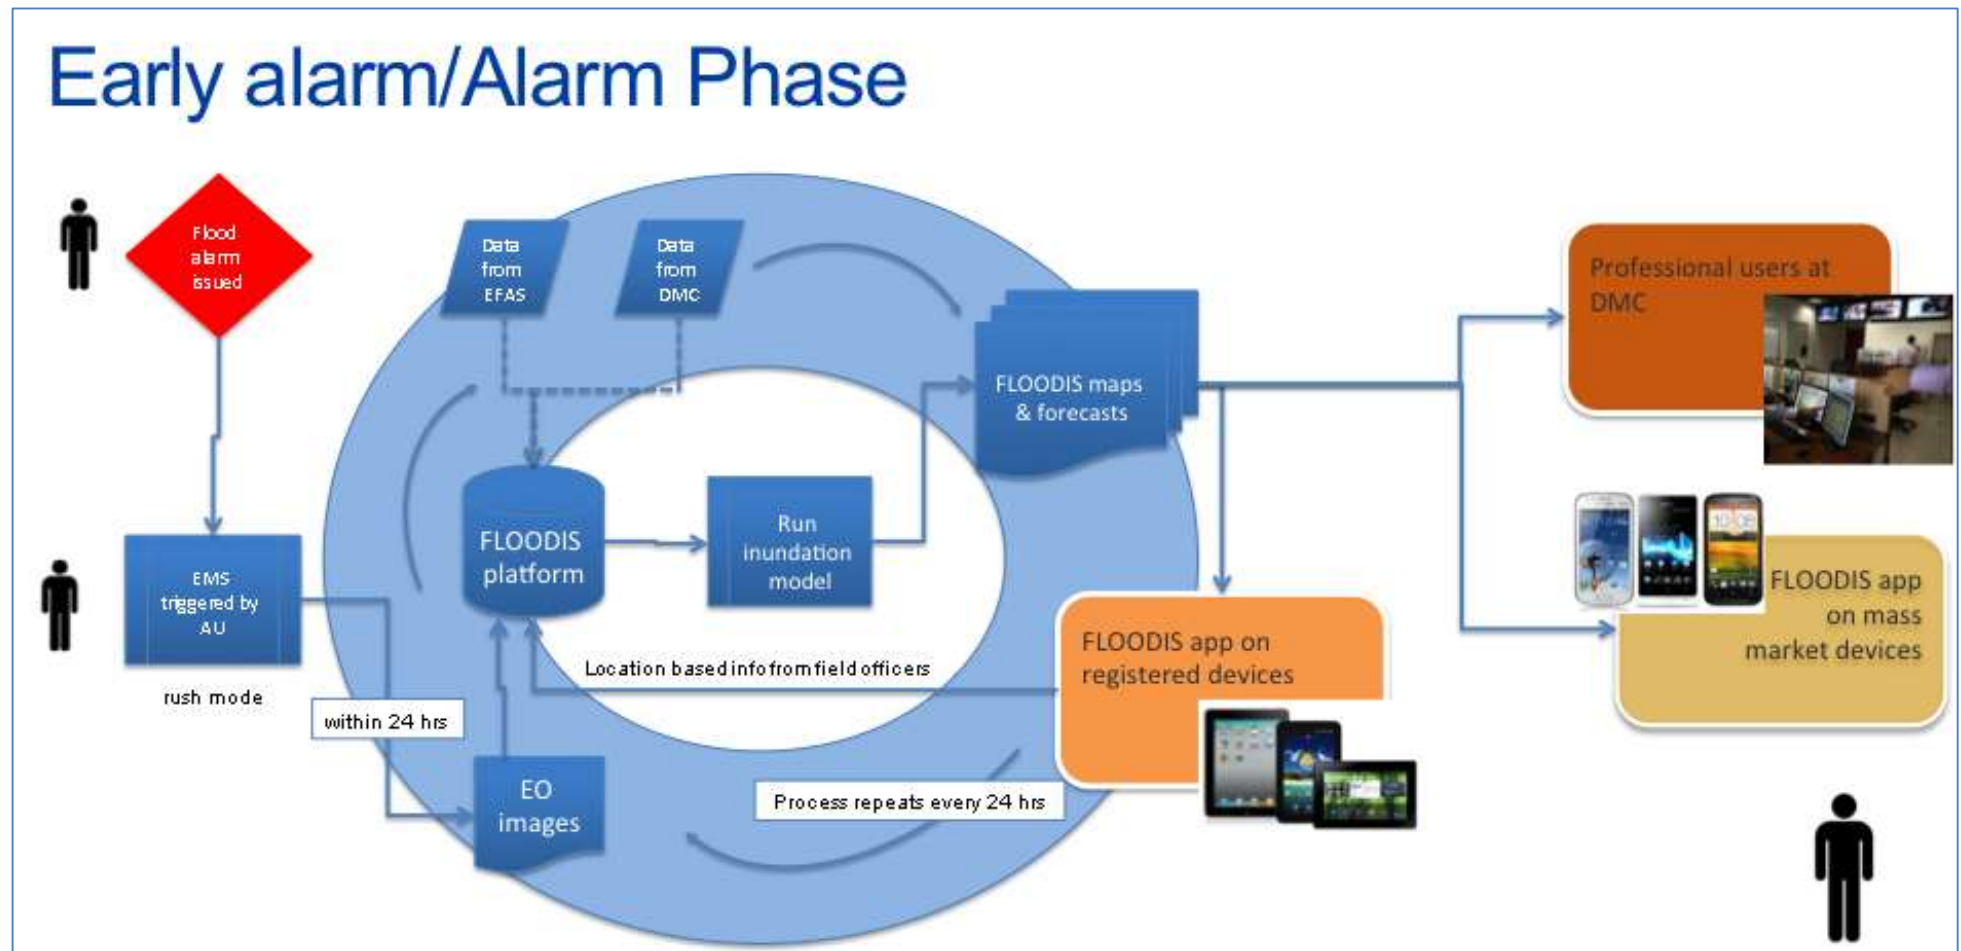 Early alarm/Alarm Phase
Flood
alarm
issued
Data
from
EFAS
Data
from
DMC
Professional users at
DMC
FLOODIS maps
& forecasts
FLOODIS
platform
Run
inundation
model
EMS
triggered by
AU
rush mode
within 24 hrs
Location based info from field officers
FLOODIS app on
registered devices
FLOODIS app
on mass
market devices
10:08
EO
images
Process repeats every 24 hrs